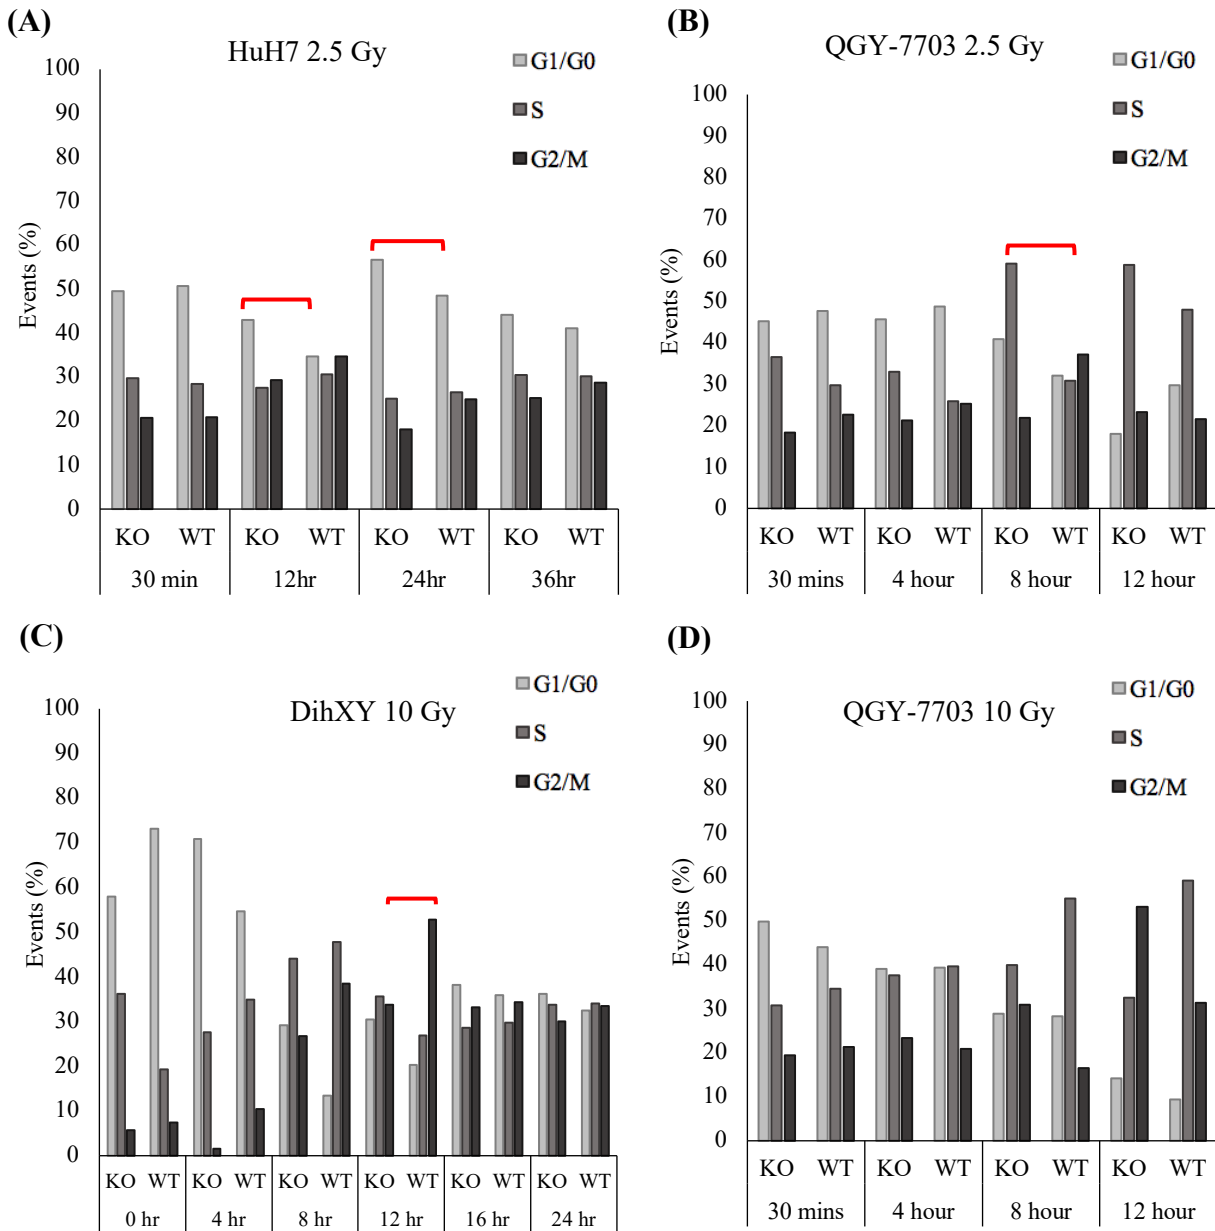 (A)
HuH7 2.5 Gy
G1/G0
S
G2/M
Events (%)
100
90
80
70
60
50
40
30
20
10
0
KO WT KO WT KO WT KO WT
30 min 12hr 24hr 36hr
(B)
QGY-7703 2.5 Gy
G1/G0
S
G2/M
Events (%)
100
90
80
70
60
50
40
30
20
10
0
KO WT KO WT KO WT KO WT
30 mins 4 hour 8 hour 12 hour
(C)
DihXY 10 Gy
G1/G0
S
G2/M
Events (%)
100
90
80
70
60
50
40
30
20
10
0
KO WT KO WT KO WT KO WT KO WT KO WT
0 hr 4 hr 8 hr 12 hr 16 hr 24 hr
(D)
QGY-7703 10 Gy
G1/G0
S
G2/M
Events (%)
100
90
80
70
60
50
40
30
20
10
0
KO WT KO WT KO WT KO WT
30 mins 4 hour 8 hour 12 hour